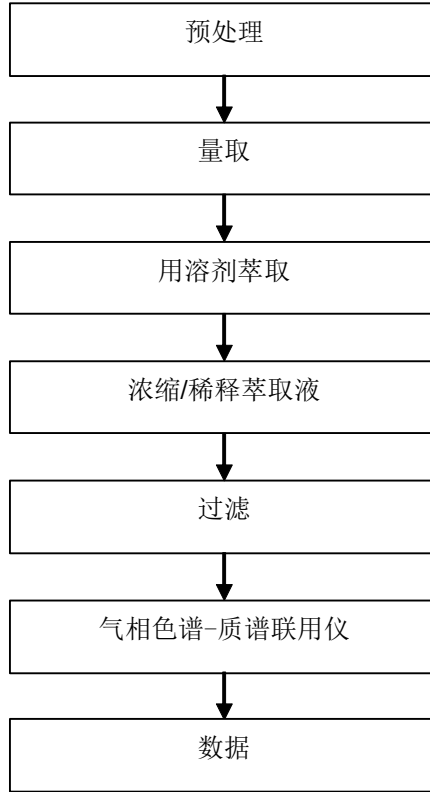 预处理
量取
用溶剂萃取
浓缩/稀释萃取液
过滤
气相色谱-质谱联用仪
数据